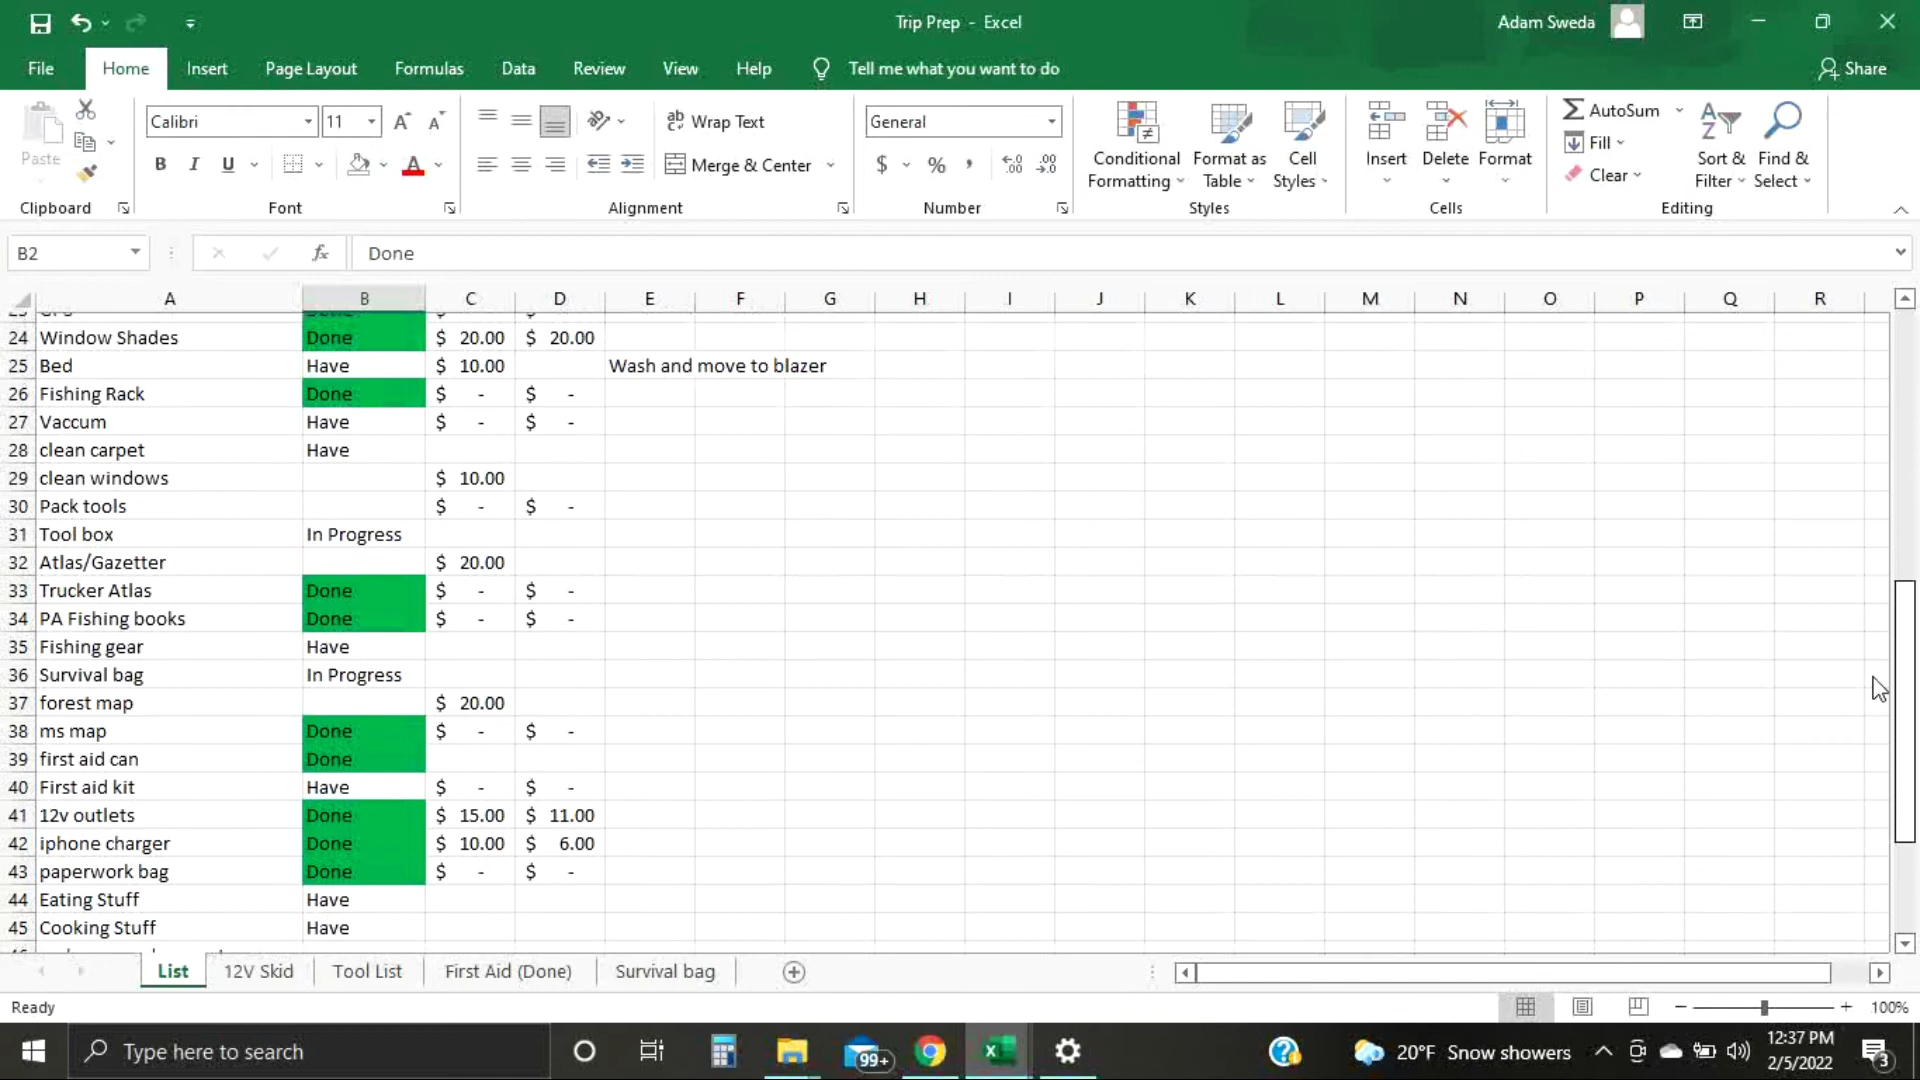 Trip Prep - Excel
Adam Sweda
File Home Insert Page Layout Formulas Data Review View Help Tell me what you want to do Share
Paste
Clipboard
Calibri 11
B I U A
Font
ab Wrap Text
Merge & Center
Alignment
General
$ % ,
Number
Conditional Formatting
Format as Table
Cell Styles
Styles
Insert Delete Format
Cells
AutoSum
Fill
Clear
Sort & Filter
Find & Select
Editing
B2 fx Done
A B C D E F G H I J K L M N O P Q R
24 Window Shades Done $ 20.00 $ 20.00
25 Bed Have $ 10.00 Wash and move to blazer
26 Fishing Rack Done $ - $ -
27 Vaccum Have $ - $ -
28 clean carpet Have
29 clean windows $ 10.00
30 Pack tools $ - $ -
31 Tool box In Progress
32 Atlas/Gazetter $ 20.00
33 Trucker Atlas Done $ - $ -
34 PA Fishing books Done $ - $ -
35 Fishing gear Have
36 Survival bag In Progress
37 forest map $ 20.00
38 ms map Done $ - $ -
39 first aid can Done
40 First aid kit Have $ - $ -
41 12v outlets Done $ 15.00 $ 11.00
42 iphone charger Done $ 10.00 $ 6.00
43 paperwork bag Done $ - $ -
44 Eating Stuff Have
45 Cooking Stuff Have
List 12V Skid Tool List First Aid (Done) Survival bag
Ready 100%
Type here to search 99+ 20°F Snow showers 12:37 PM
2/5/2022 3